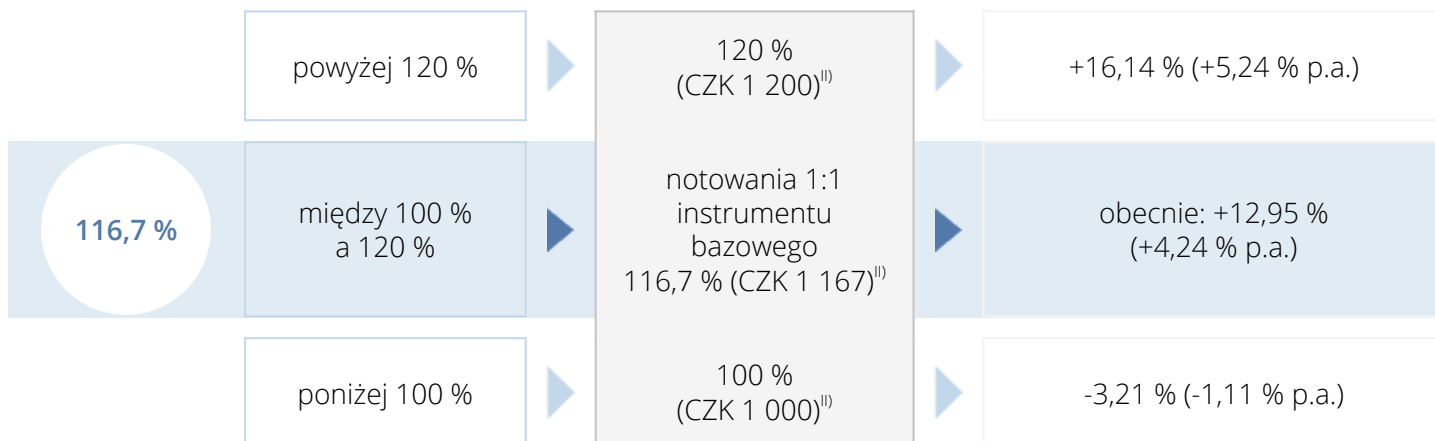 powyżej 120 %
120 %
(CZK 1 200)II)
+16,14 % (+5,24 % p.a.)
116,7 %
między 100 %
a 120 %
notowania 1:1
instrumentu
bazowego
116,7 % (CZK 1 167)II)
obecnie: +12,95 %
(+4,24 % p.a.)
poniżej 100 %
100 %
(CZK 1 000)II)
-3,21 % (-1,11 % p.a.)